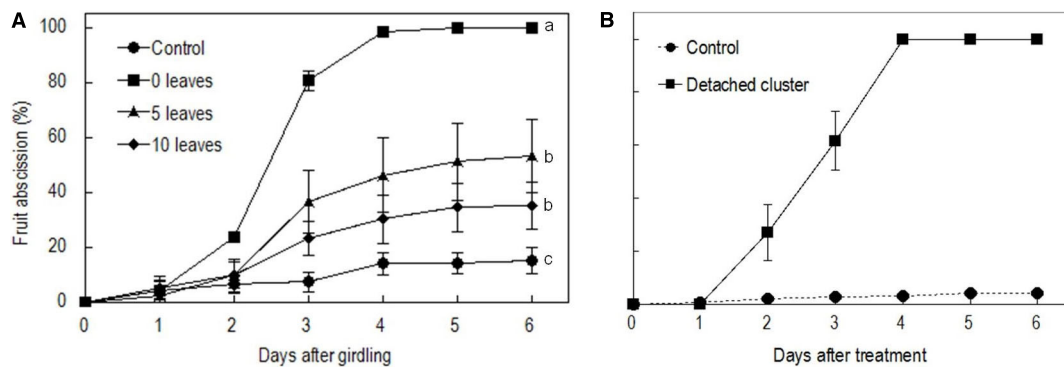 A
Control
0 leaves
5 leaves
10 leaves
Fruit abscission (%)
100
80
60
40
20
0
a
b
b
c
0 1 2 3 4 5 6
Days after girdling
B
Control
Detached cluster
0 1 2 3 4 5 6
Days after treatment